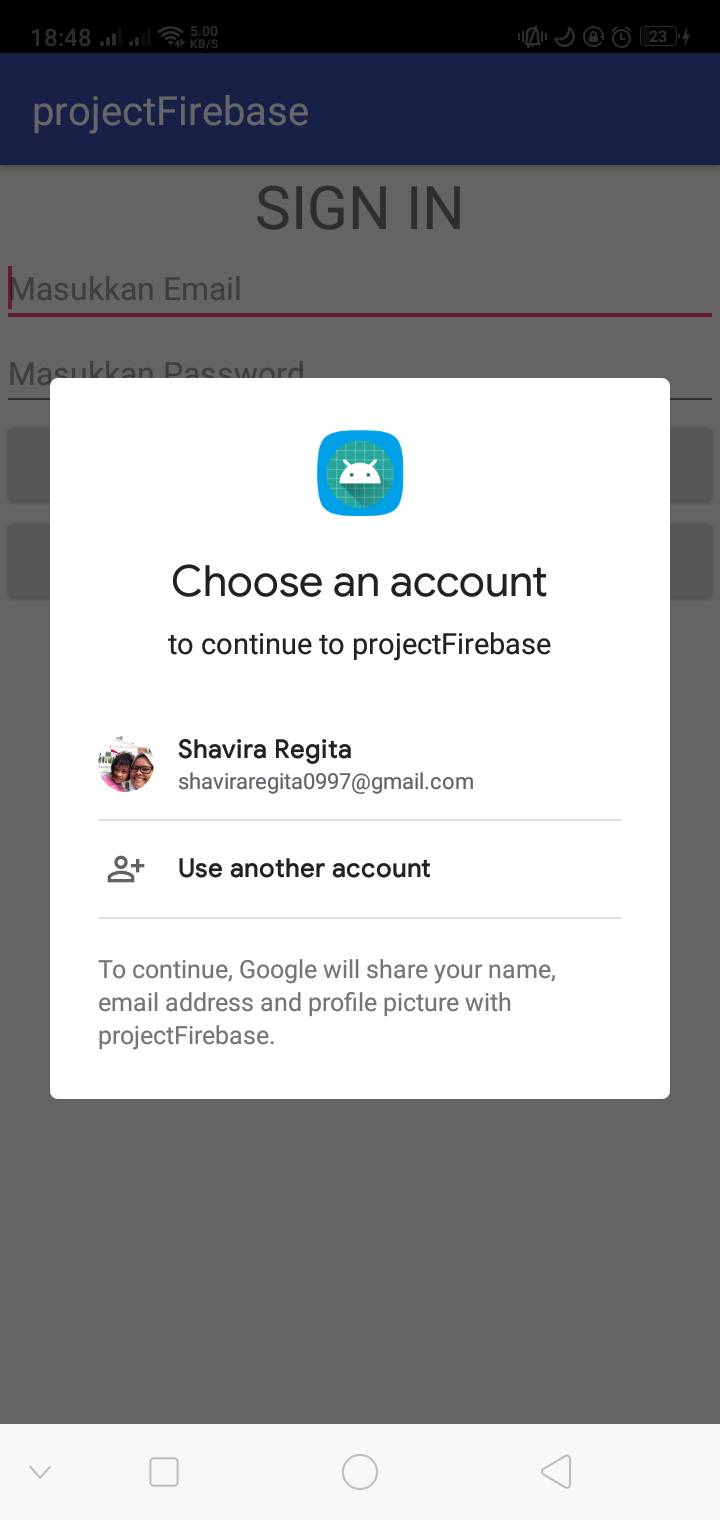 18:48 5.00 KB/S 23
projectFirebase
SIGN IN
Masukkan Email
Masukkan Password
Choose an account
to continue to projectFirebase
Shavira Regita
shaviraregita0997@gmail.com
Use another account
To continue, Google will share your name,
email address and profile picture with
projectFirebase.